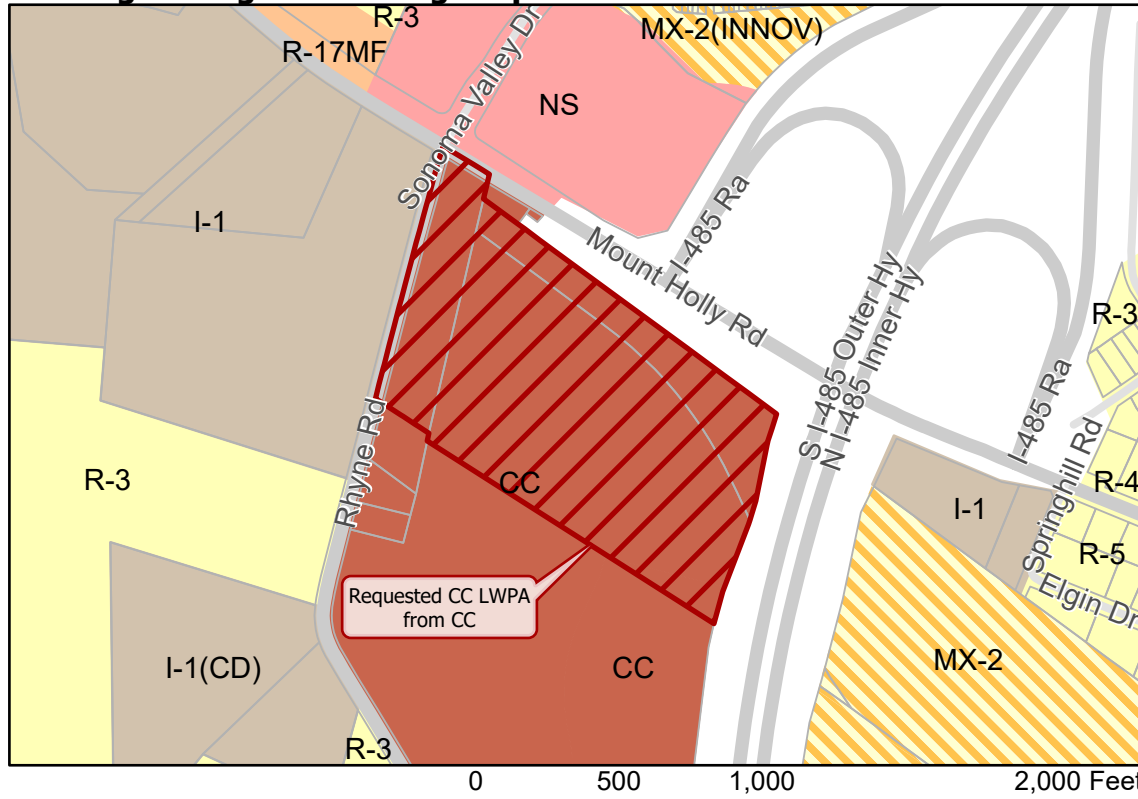 R-3
MX-2(INNOV)
R-17MF
Sonoma Valley Dr
NS
I-1
I-485 Ra
Mount Holly Rd
S I-485 Outer Hy
N I-485 Inner Hy
R-3
I-485 Ra
Springhill Rd
R-4
R-3
Rhyne Rd
CC
I-1
R-5
Elgin Dr
Requested CC LWPA
from CC
I-1(CD)
CC
MX-2
R-3
0 500 1,000 2,000 Feet